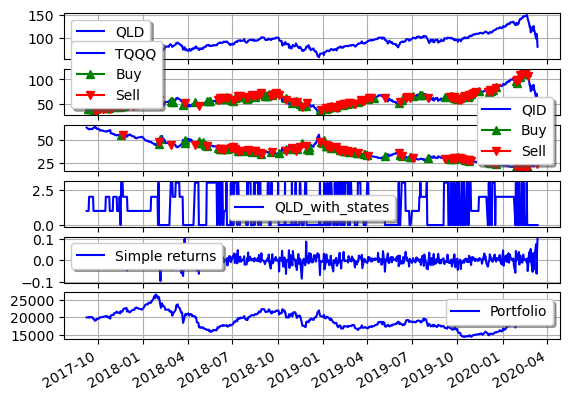 150
100
QLD
100
50
TQQQ
Buy
Sell
50
25
QID
Buy
Sell
2.5
0.0
QLD_with_states
0.1
0.0
−0.1
Simple returns
25000
20000
15000
Portfolio
2017-10
2018-01
2018-04
2018-07
2018-10
2019-01
2019-04
2019-07
2019-10
2020-01
2020-04